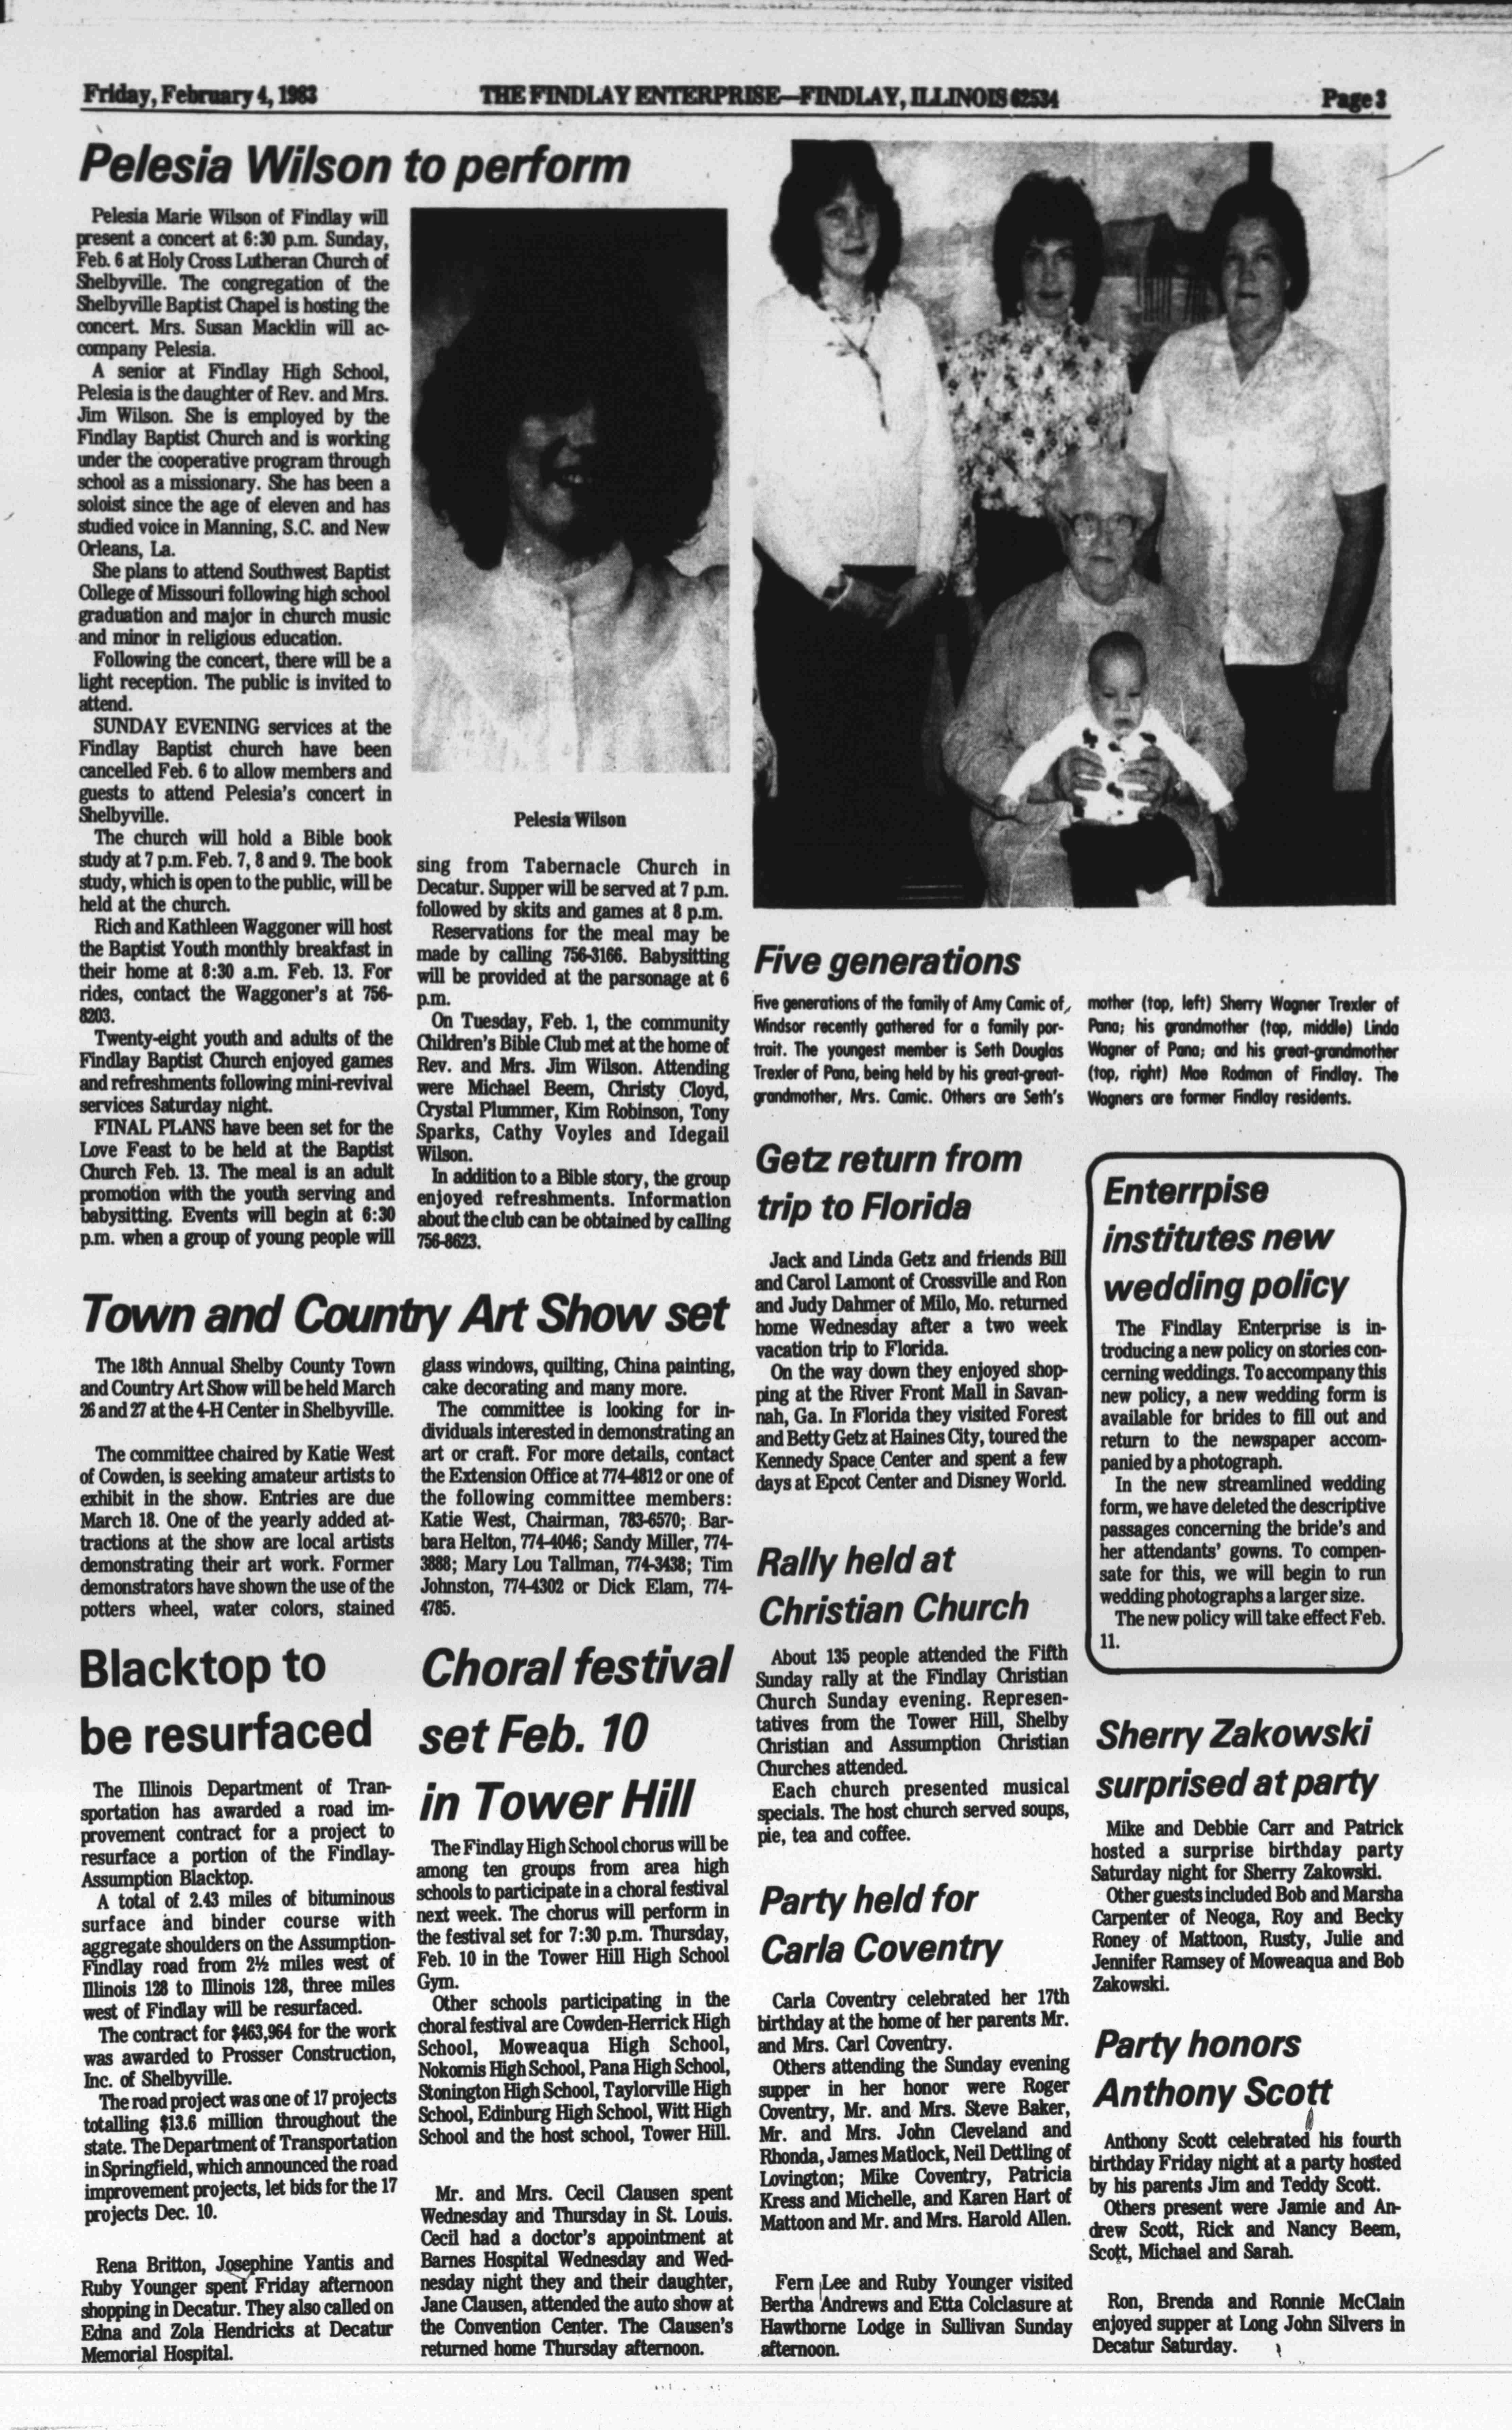 Friday, February 4, 1983
THE FINDLAY ENTERPRISE—FINDLAY, ILLINOIS 62534
Page 3
Pelesia Wilson to perform
Pelesia Marie Wilson of Findlay will
present a concert at 6:30 p.m. Sunday,
Feb. 6 at Holy Cross Lutheran Church of
Shelbyville. The congregation of the
Shelbyville Baptist Chapel is hosting the
concert. Mrs. Susan Macklin will ac-
company Pelesia.
A senior at Findlay High School,
Pelesia is the daughter of Rev. and Mrs.
Jim Wilson. She is employed by the
Findlay Baptist Church and is working
under the cooperative program through
school as a missionary. She has been a
soloist since the age of eleven and has
studied voice in Manning, S.C. and New
Orleans, La.
She plans to attend Southwest Baptist
College of Missouri following high school
graduation and major in church music
and minor in religious education.
Following the concert, there will be a
light reception. The public is invited to
attend.
SUNDAY EVENING services at the
Findlay Baptist church have been
cancelled Feb. 6 to allow members and
guests to attend Pelesia's concert in
Shelbyville.
The church will hold a Bible book
study at 7 p.m. Feb. 7, 8 and 9. The book
study, which is open to the public, will be
held at the church.
Rich and Kathleen Waggoner will host
the Baptist Youth monthly breakfast in
their home at 8:30 a.m. Feb. 13. For
rides, contact the Waggoner's at 756-
8203.
Twenty-eight youth and adults of the
Findlay Baptist Church enjoyed games
and refreshments following mini-revival
services Saturday night.
FINAL PLANS have been set for the
Love Feast to be held at the Baptist
Church Feb. 13. The meal is an adult
promotion with the youth serving and
babysitting. Events will begin at 6:30
p.m. when a group of young people will
Pelesia Wilson
sing from Tabernacle Church in
Decatur. Supper will be served at 7 p.m.
followed by skits and games at 8 p.m.
Reservations for the meal may be
made by calling 756-3166. Babysitting
will be provided at the parsonage at 6
p.m.
On Tuesday, Feb. 1, the community
Children's Bible Club met at the home of
Rev. and Mrs. Jim Wilson. Attending
were Michael Beem, Christy Cloyd,
Crystal Plummer, Kim Robinson, Tony
Sparks, Cathy Voyles and Idegail
Wilson.
In addition to a Bible story, the group
enjoyed refreshments. Information
about the club can be obtained by calling
756-8623.
Five generations
Five generations of the family of Amy Camic of
Windsor recently gathered for a family por-
trait. The youngest member is Seth Douglas
Trexler of Pana, being held by his great-great-
grandmother, Mrs. Camic. Others are Seth's
mother (top, left) Sherry Wagner Trexler of
Pana; his grandmother (top, middle) Linda
Wagner of Pana; and his great-grandmother
(top, right) Mae Rodman of Findlay. The
Wagners are former Findlay residents.
Town and Country Art Show set
The 18th Annual Shelby County Town
and Country Art Show will be held March
26 and 27 at the 4-H Center in Shelbyville.
The committee chaired by Katie West
of Cowden, is seeking amateur artists to
exhibit in the show. Entries are due
March 18. One of the yearly added at-
tractions at the show are local artists
demonstrating their art work. Former
demonstrators have shown the use of the
potters wheel, water colors, stained
glass windows, quilting, China painting,
cake decorating and many more.
The committee is looking for in-
dividuals interested in demonstrating an
art or craft. For more details, contact
the Extension Office at 774-4812 or one of
the following committee members:
Katie West, Chairman, 783-6570; Bar-
bara Helton, 774-4046; Sandy Miller, 774-
3888; Mary Lou Tallman, 774-3438; Tim
Johnston, 774-4302 or Dick Elam, 774-
4785.
Blacktop to
be resurfaced
The Illinois Department of Tran-
sportation has awarded a road im-
provement contract for a project to
resurface a portion of the Findlay-
Assumption Blacktop.
A total of 2.43 miles of bituminous
surface and binder course with
aggregate shoulders on the Assumption-
Findlay road from 2½ miles west of
Illinois 128 to Illinois 128, three miles
west of Findlay will be resurfaced.
The contract for $463,964 for the work
was awarded to Prosser Construction,
Inc. of Shelbyville.
The road project was one of 17 projects
totalling $13.6 million throughout the
state. The Department of Transportation
in Springfield, which announced the road
improvement projects, let bids for the 17
projects Dec. 10.
Rena Britton, Josephine Yantis and
Ruby Younger spent Friday afternoon
shopping in Decatur. They also called on
Edna and Zola Hendricks at Decatur
Memorial Hospital.
Choral festival
set Feb. 10
in Tower Hill
The Findlay High School chorus will be
among ten groups from area high
schools to participate in a choral festival
next week. The chorus will perform in
the festival set for 7:30 p.m. Thursday,
Feb. 10 in the Tower Hill High School
Gym.
Other schools participating in the
choral festival are Cowden-Herrick High
School, Moweaqua High School,
Nokomis High School, Pana High School,
Stonington High School, Taylorville High
School, Edinburg High School, Witt High
School and the host school, Tower Hill.
Mr. and Mrs. Cecil Clausen spent
Wednesday and Thursday in St. Louis.
Cecil had a doctor's appointment at
Barnes Hospital Wednesday and Wed-
nesday night they and their daughter,
Jane Clausen, attended the auto show at
the Convention Center. The Clausen's
returned home Thursday afternoon.
Getz return from
trip to Florida
Jack and Linda Getz and friends Bill
and Carol Lamont of Crossville and Ron
and Judy Dahmer of Milo, Mo. returned
home Wednesday after a two week
vacation trip to Florida.
On the way down they enjoyed shop-
ping at the River Front Mall in Savan-
nah, Ga. In Florida they visited Forest
and Betty Getz at Haines City, toured the
Kennedy Space Center and spent a few
days at Epcot Center and Disney World.
Rally held at
Christian Church
About 135 people attended the Fifth
Sunday rally at the Findlay Christian
Church Sunday evening. Represen-
tatives from the Tower Hill, Shelby
Christian and Assumption Christian
Churches attended.
Each church presented musical
specials. The host church served soups,
pie, tea and coffee.
Party held for
Carla Coventry
Carla Coventry celebrated her 17th
birthday at the home of her parents Mr.
and Mrs. Carl Coventry.
Others attending the Sunday evening
supper in her honor were Roger
Coventry, Mr. and Mrs. Steve Baker,
Mr. and Mrs. John Cleveland and
Rhonda, James Matlock, Neil Dettling of
Lovington; Mike Coventry, Patricia
Kress and Michelle, and Karen Hart of
Mattoon and Mr. and Mrs. Harold Allen.
Fern Lee and Ruby Younger visited
Bertha Andrews and Etta Colclasure at
Hawthorne Lodge in Sullivan Sunday
afternoon.
Enterrpise
institutes new
wedding policy
The Findlay Enterprise is in-
troducing a new policy on stories con-
cerning weddings. To accompany this
new policy, a new wedding form is
available for brides to fill out and
return to the newspaper accom-
panied by a photograph.
In the new streamlined wedding
form, we have deleted the descriptive
passages concerning the bride's and
her attendants' gowns. To compen-
sate for this, we will begin to run
wedding photographs a larger size.
The new policy will take effect Feb.
11.
Sherry Zakowski
surprised at party
Mike and Debbie Carr and Patrick
hosted a surprise birthday party
Saturday night for Sherry Zakowski.
Other guests included Bob and Marsha
Carpenter of Neoga, Roy and Becky
Roney of Mattoon, Rusty, Julie and
Jennifer Ramsey of Moweaqua and Bob
Zakowski.
Party honors
Anthony Scott
Anthony Scott celebrated his fourth
birthday Friday night at a party hosted
by his parents Jim and Teddy Scott.
Others present were Jamie and An-
drew Scott, Rick and Nancy Beem,
Scott, Michael and Sarah.
Ron, Brenda and Ronnie McClain
enjoyed supper at Long John Silvers in
Decatur Saturday.